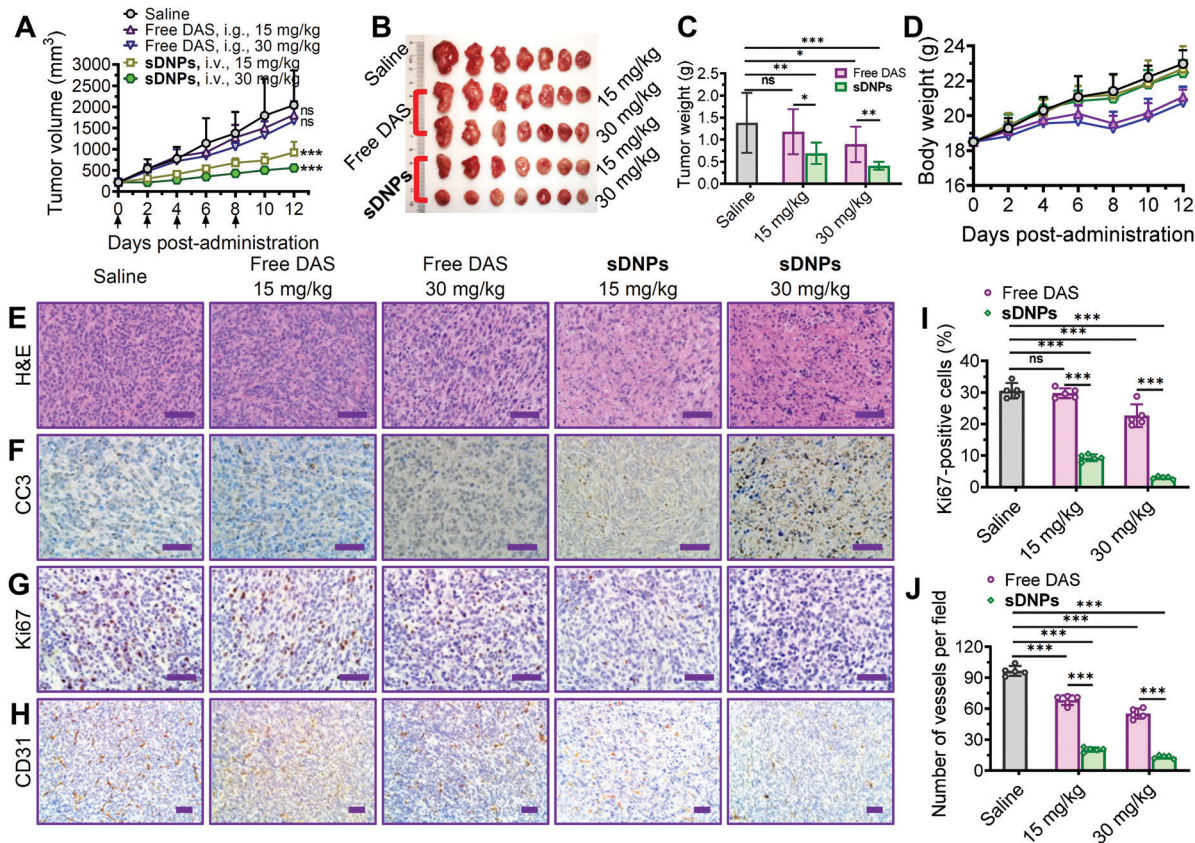 A
Saline
Free DAS, i.g., 15 mg/kg
Free DAS, i.g., 30 mg/kg
sDNPs, i.v., 15 mg/kg
sDNPs, i.v., 30 mg/kg
Tumor volume (mm3)
3000
2500
2000
1500
1000
500
0
ns
ns
***
***
0 2 4 6 8 10 12
Days post-administration
B
Saline
Free DAS
sDNPs
15 mg/kg
30 mg/kg
15 mg/kg
30 mg/kg
C
Free DAS
sDNPs
***
*
**
ns
*
**
Tumor weight (g)
2.5
2.0
1.5
1.0
0.5
0.0
Saline
15 mg/kg
30 mg/kg
D
Body weight (g)
24
22
20
18
16
0 2 4 6 8 10 12
Days post-administration
Saline
Free DAS
15 mg/kg
Free DAS
30 mg/kg
sDNPs
15 mg/kg
sDNPs
30 mg/kg
E
H&E
F
CC3
G
Ki67
H
CD31
I
Free DAS
sDNPs
***
***
***
ns
***
***
Ki67-positive cells (%)
40
30
20
10
0
Saline
15 mg/kg
30 mg/kg
J
Free DAS
sDNPs
***
***
***
***
***
***
Number of vessels per field
120
90
60
30
0
Saline
15 mg/kg
30 mg/kg